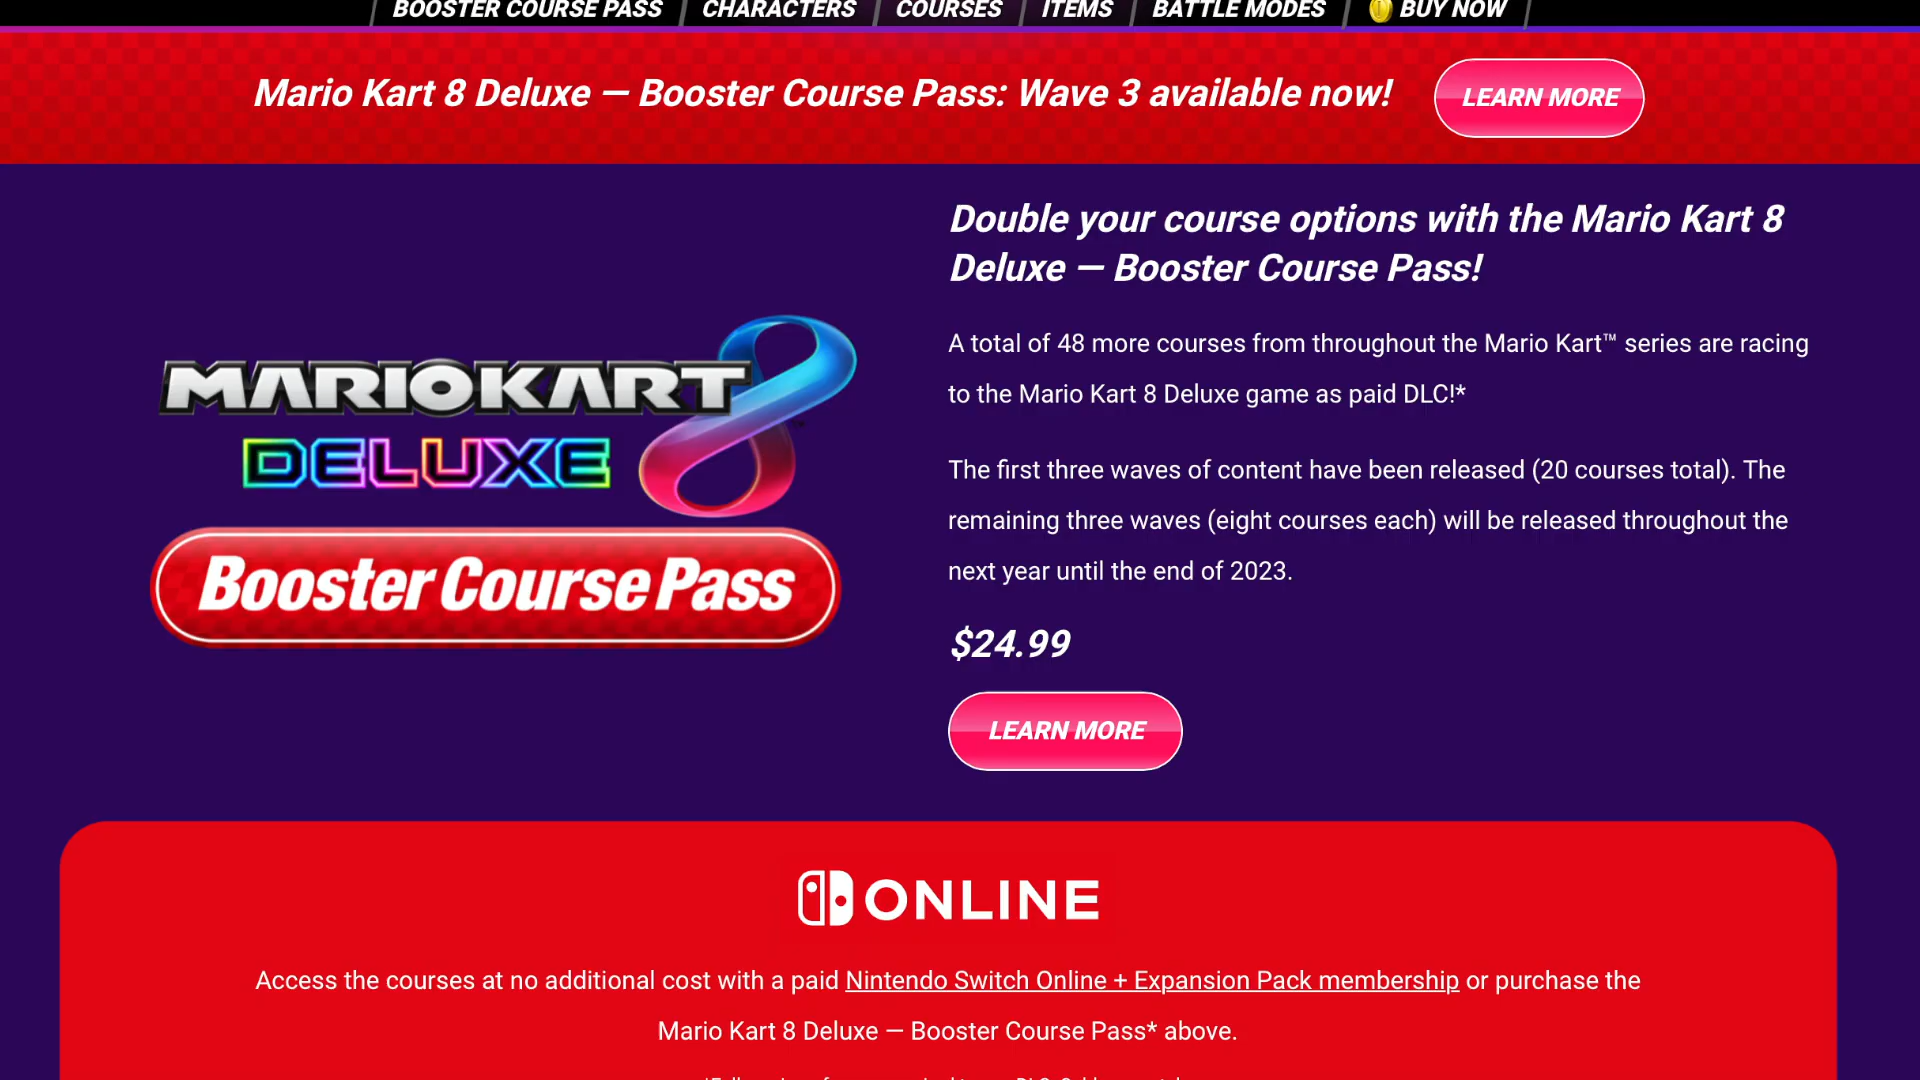 BOOSTER COURSE PASS CHARACTERS COURSES ITEMS BATTLE MODES BUY NOW
Mario Kart 8 Deluxe — Booster Course Pass: Wave 3 available now! LEARN MORE
MARIO KART 8
DELUXE
Booster Course Pass
Double your course options with the Mario Kart 8
Deluxe — Booster Course Pass!
A total of 48 more courses from throughout the Mario Kart™ series are racing
to the Mario Kart 8 Deluxe game as paid DLC!*
The first three waves of content have been released (20 courses total). The
remaining three waves (eight courses each) will be released throughout the
next year until the end of 2023.
$24.99
LEARN MORE
ONLINE
Access the courses at no additional cost with a paid Nintendo Switch Online + Expansion Pack membership or purchase the
Mario Kart 8 Deluxe — Booster Course Pass* above.